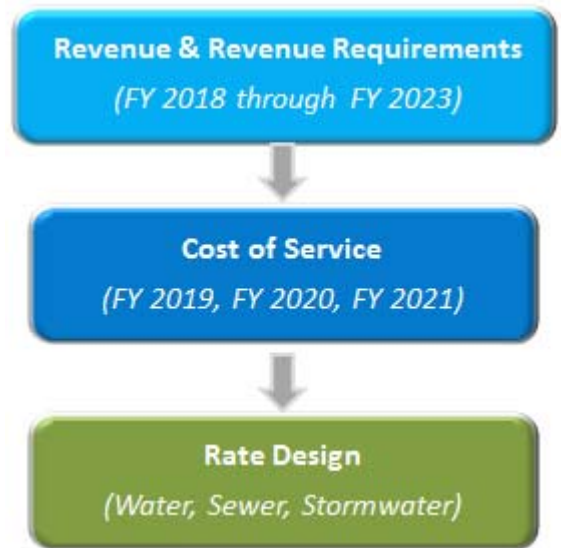 Revenue & Revenue Requirements
(FY 2018 through FY 2023)
Cost of Service
(FY 2019, FY 2020, FY 2021)
Rate Design
(Water, Sewer, Stormwater)